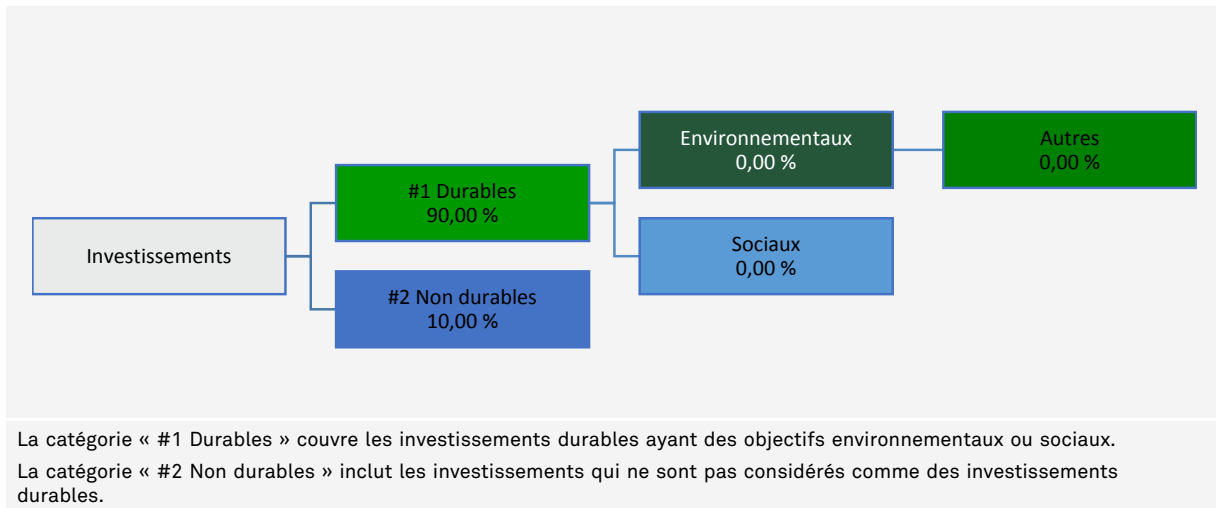 Environnementaux
0,00 %
Autres
0,00 %
#1 Durables
90,00 %
Sociaux
0,00 %
Investissements
#2 Non durables
10,00 %
La catégorie « #1 Durables » couvre les investissements durables ayant des objectifs environnementaux ou sociaux.
La catégorie « #2 Non durables » inclut les investissements qui ne sont pas considérés comme des investissements
durables.